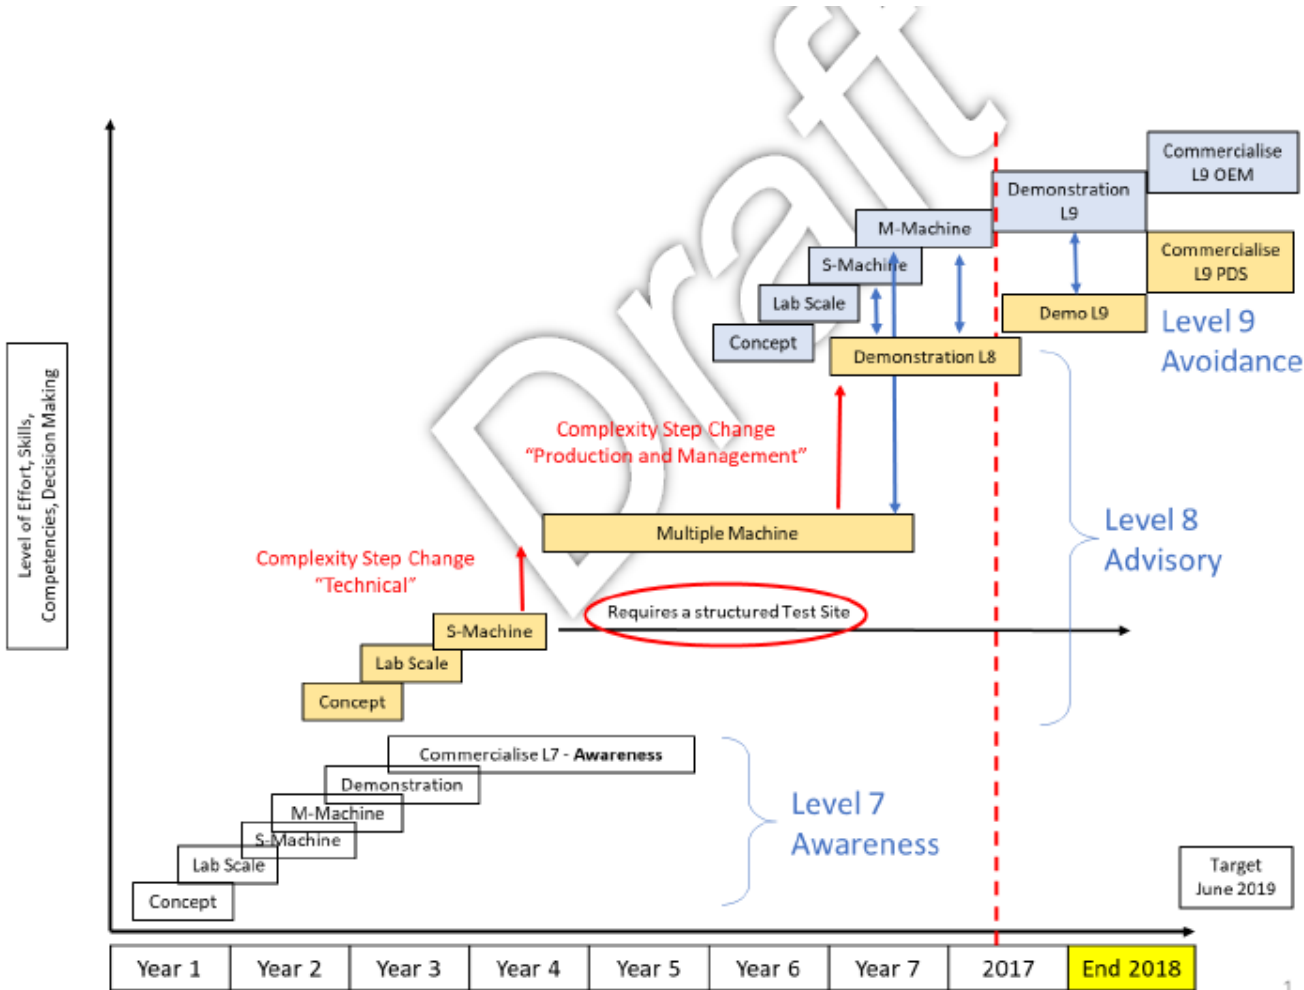 Draft
Commercialise
L9 OEM
Demonstration
L9
M-Machine
Commercialise
L9 PDS
S-Machine
Lab Scale
Demo L9
Level 9
Avoidance
Concept
Demonstration L8
Complexity Step Change
“Production and Management”
Level of Effort, Skills,
Competencies, Decision Making
Multiple Machine
Level 8
Advisory
Complexity Step Change
“Technical”
Requires a structured Test Site
S-Machine
Lab Scale
Concept
Commercialise L7 - Awareness
Demonstration
M-Machine
Level 7
Awareness
S-Machine
Lab Scale
Concept
Target
June 2019
Year 1
Year 2
Year 3
Year 4
Year 5
Year 6
Year 7
2017
End 2018
1